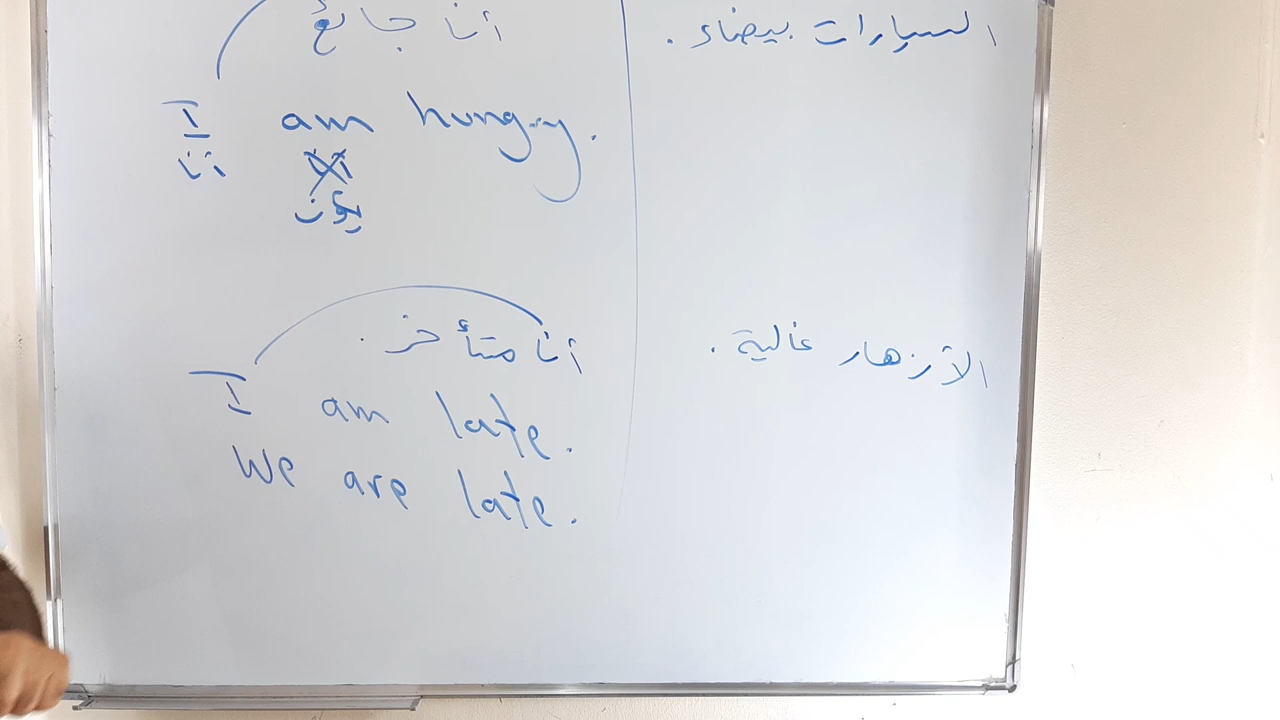 أنا جائع
I am hungry.
أنا
يكون
أنا متأخر .
I am late.
We are late.
السيارات بيضاء .
الأزهار غالية .